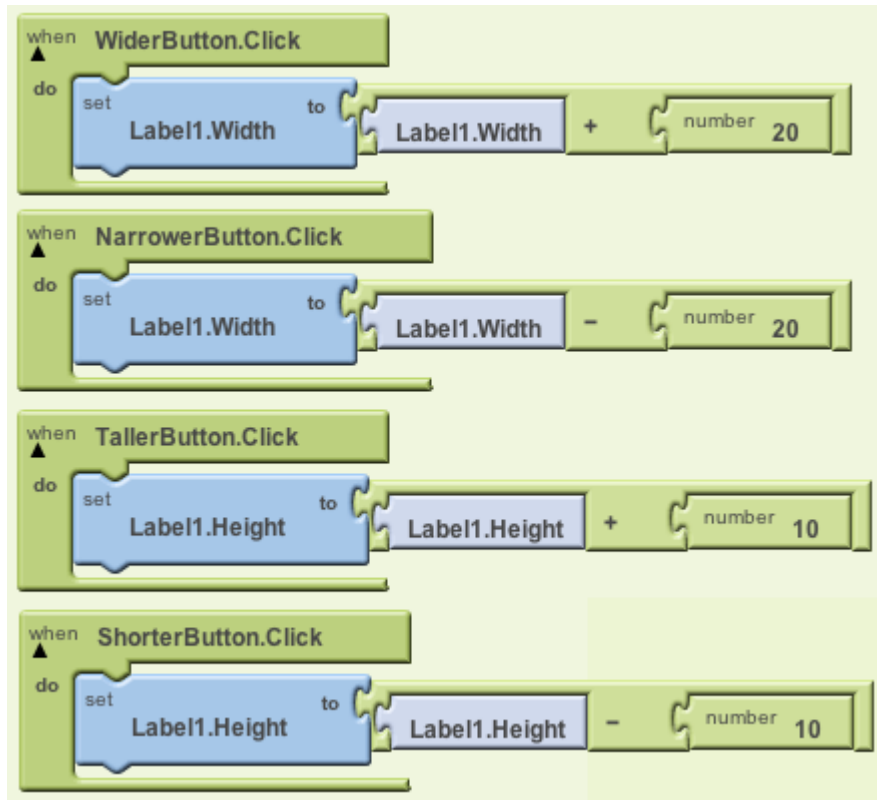 when WiderButton.Click
do set Label1.Width to Label1.Width + number 20
when NarrowerButton.Click
do set Label1.Width to Label1.Width - number 20
when TallerButton.Click
do set Label1.Height to Label1.Height + number 10
when ShorterButton.Click
do set Label1.Height to Label1.Height - number 10